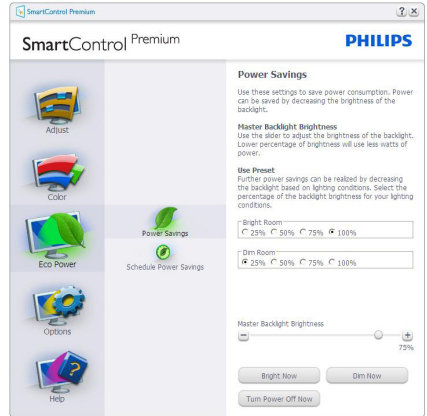 SmartControl Premium
SmartControl Premium
PHILIPS
Adjust
Color
Eco Power
Options
Help
Power Savings
Schedule Power Savings
Power Savings
Use these settings to save power consumption. Power
can be saved by decreasing the brightness of the
backlight.
Master Backlight Brightness
Use the slider to adjust the brightness of the backlight.
Lower percentage of brightness will use less watts of
power.
Use Preset
Further power savings can be realized by decreasing
the backlight based on lighting conditions. Select the
percentage of the backlight brightness for your lighting
conditions.
Bright Room
25% 50% 75% 100%
Dim Room
25% 50% 75% 100%
Master Backlight Brightness
75%
Bright Now Dim Now
Turn Power Off Now